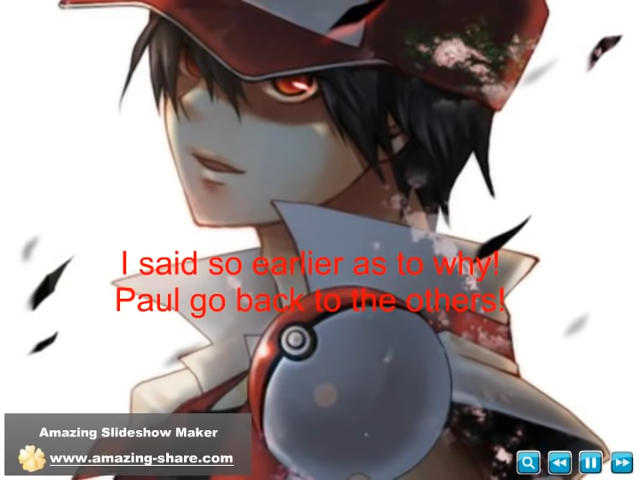 I said so earlier as to why!
Paul go back to the others!
Amazing Slideshow Maker
www.amazing-share.com